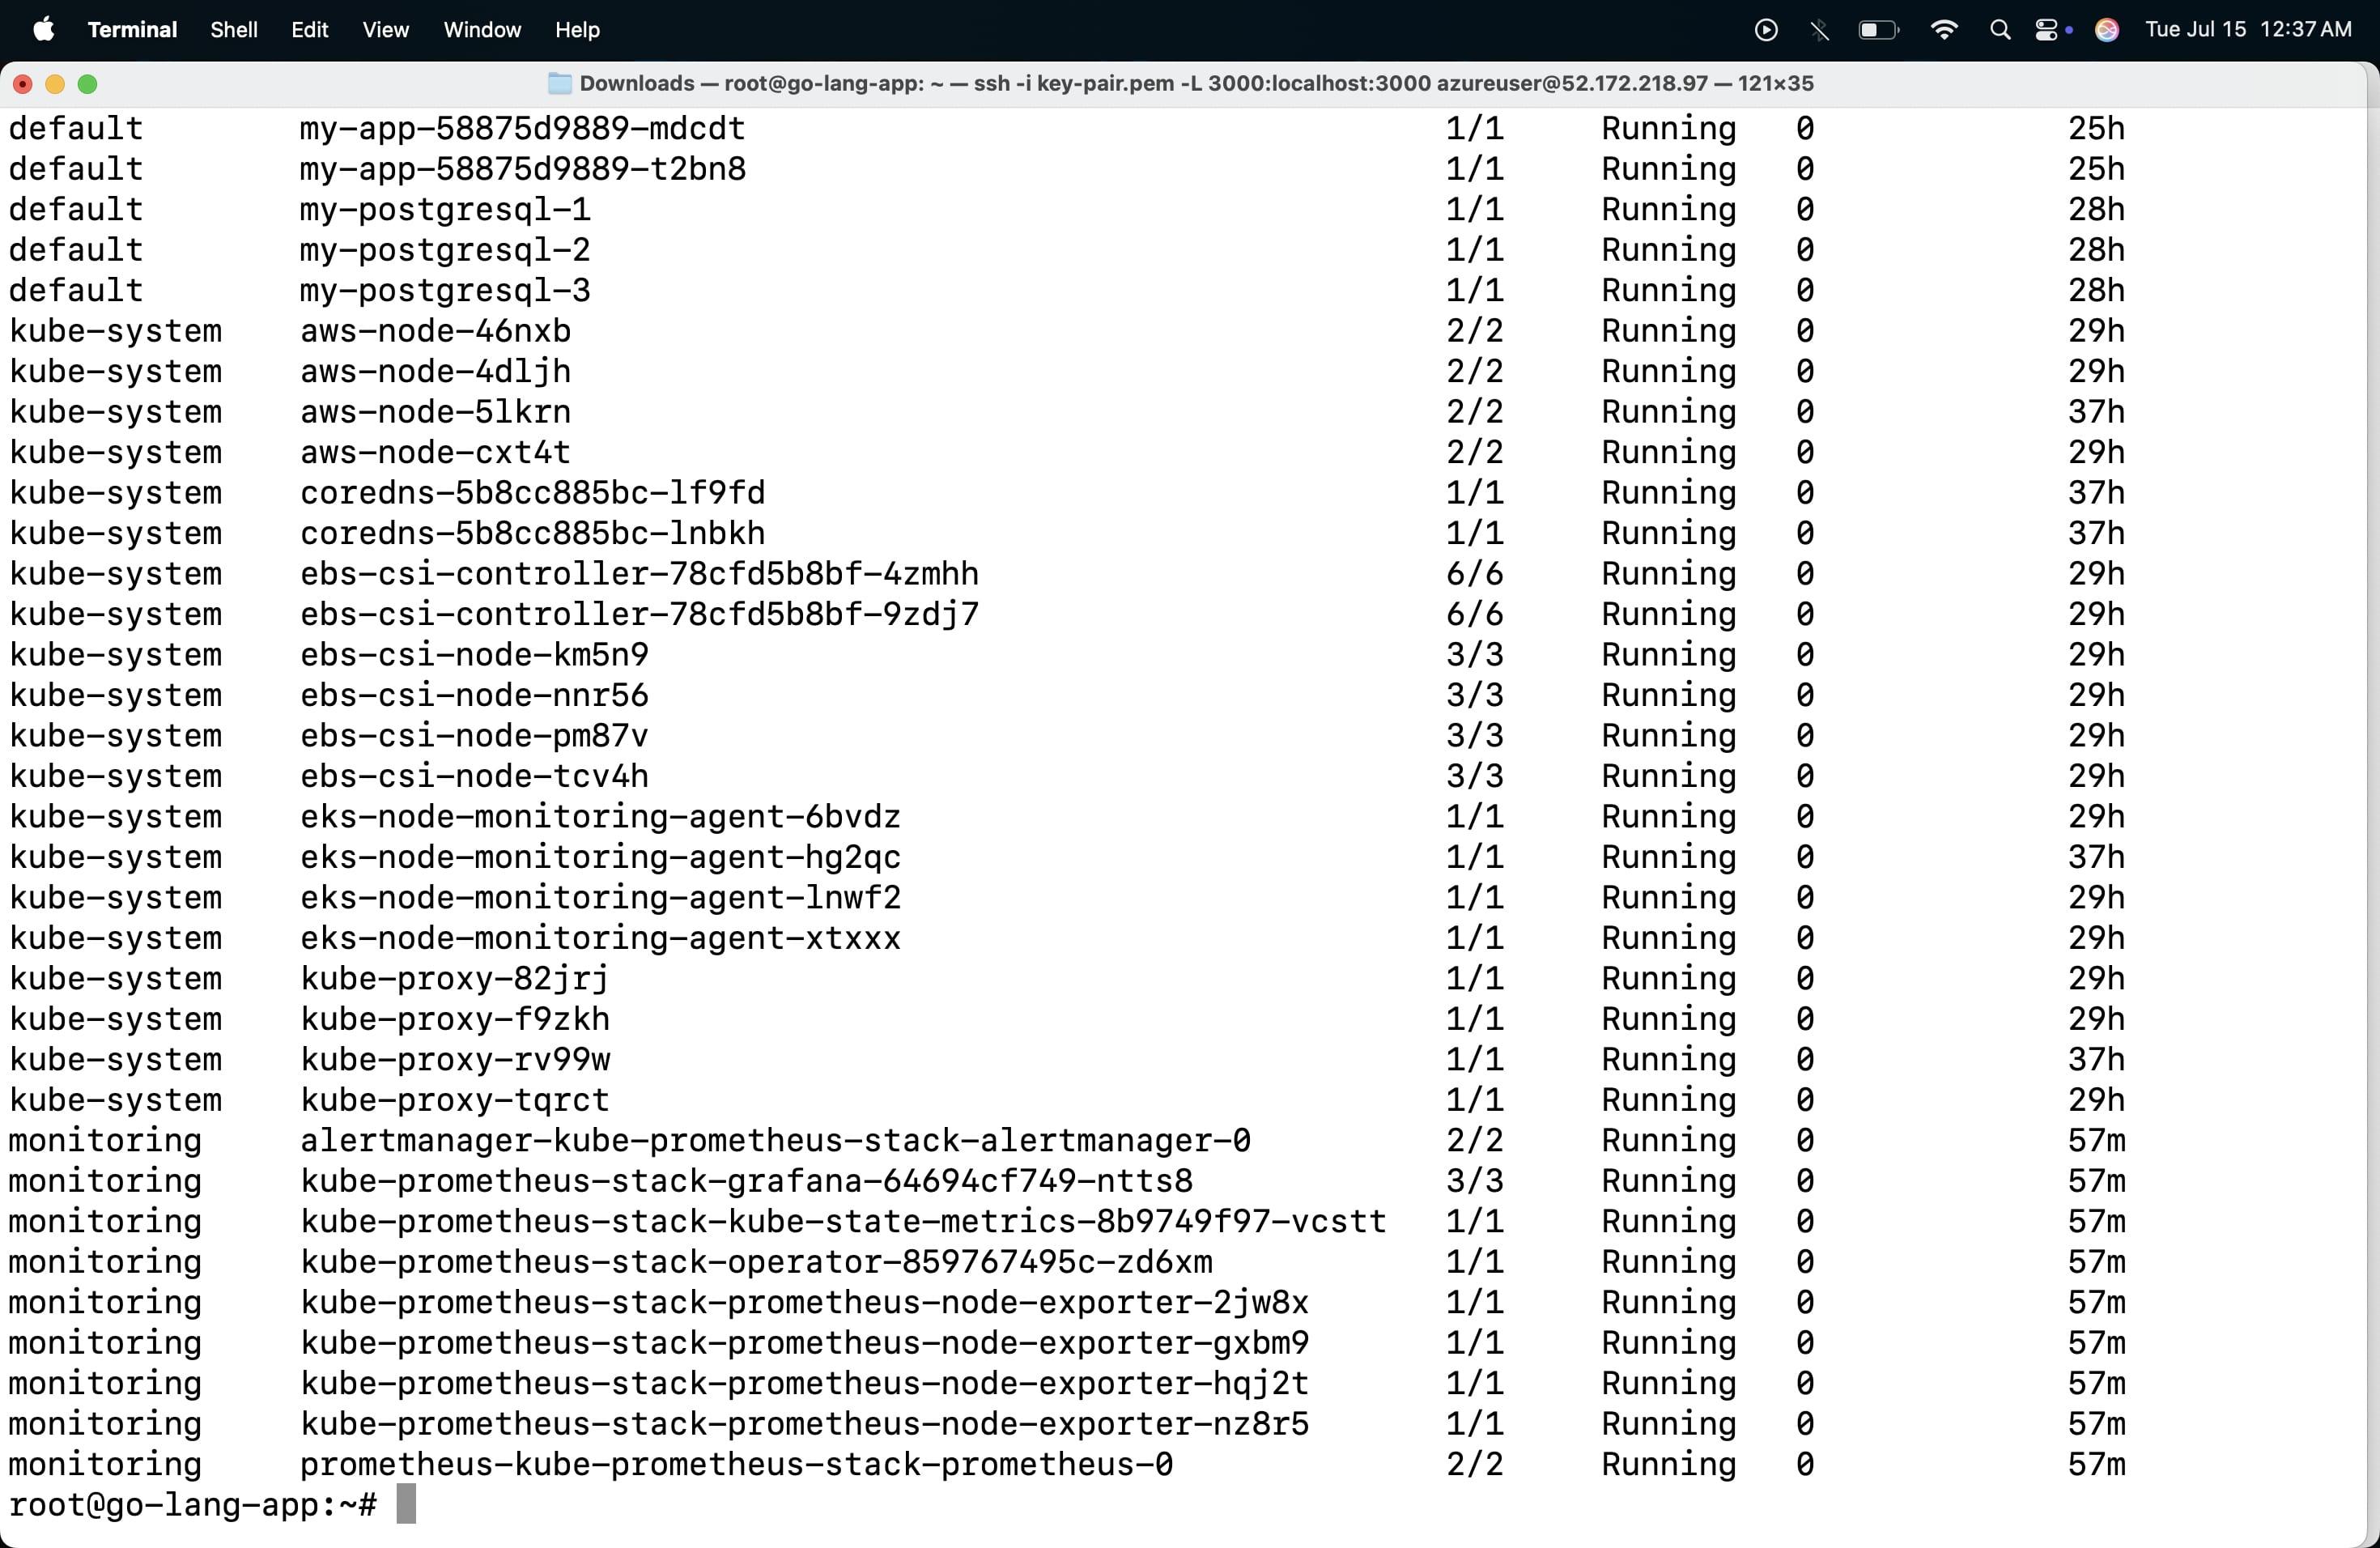 Terminal Shell Edit View Window Help Tue Jul 15 12:37 AM
Downloads — root@go-lang-app: ~ — ssh -i key-pair.pem -L 3000:localhost:3000 azureuser@52.172.218.97 — 121×35
default my-app-58875d9889-mdcdt 1/1 Running 0 25h
default my-app-58875d9889-t2bn8 1/1 Running 0 25h
default my-postgresql-1 1/1 Running 0 28h
default my-postgresql-2 1/1 Running 0 28h
default my-postgresql-3 1/1 Running 0 28h
kube-system aws-node-46nxb 2/2 Running 0 29h
kube-system aws-node-4dljh 2/2 Running 0 29h
kube-system aws-node-5lkrn 2/2 Running 0 37h
kube-system aws-node-cxt4t 2/2 Running 0 29h
kube-system coredns-5b8cc885bc-lf9fd 1/1 Running 0 37h
kube-system coredns-5b8cc885bc-lnbkh 1/1 Running 0 37h
kube-system ebs-csi-controller-78cfd5b8bf-4zmhh 6/6 Running 0 29h
kube-system ebs-csi-controller-78cfd5b8bf-9zdj7 6/6 Running 0 29h
kube-system ebs-csi-node-km5n9 3/3 Running 0 29h
kube-system ebs-csi-node-nnr56 3/3 Running 0 29h
kube-system ebs-csi-node-pm87v 3/3 Running 0 29h
kube-system ebs-csi-node-tcv4h 3/3 Running 0 29h
kube-system eks-node-monitoring-agent-6bvdz 1/1 Running 0 29h
kube-system eks-node-monitoring-agent-hg2qc 1/1 Running 0 37h
kube-system eks-node-monitoring-agent-lnwf2 1/1 Running 0 29h
kube-system eks-node-monitoring-agent-xtxxx 1/1 Running 0 29h
kube-system kube-proxy-82jrj 1/1 Running 0 29h
kube-system kube-proxy-f9zkh 1/1 Running 0 29h
kube-system kube-proxy-rv99w 1/1 Running 0 37h
kube-system kube-proxy-tqrct 1/1 Running 0 29h
monitoring alertmanager-kube-prometheus-stack-alertmanager-0 2/2 Running 0 57m
monitoring kube-prometheus-stack-grafana-64694cf749-ntts8 3/3 Running 0 57m
monitoring kube-prometheus-stack-kube-state-metrics-8b9749f97-vcstt 1/1 Running 0 57m
monitoring kube-prometheus-stack-operator-859767495c-zd6xm 1/1 Running 0 57m
monitoring kube-prometheus-stack-prometheus-node-exporter-2jw8x 1/1 Running 0 57m
monitoring kube-prometheus-stack-prometheus-node-exporter-gxbm9 1/1 Running 0 57m
monitoring kube-prometheus-stack-prometheus-node-exporter-hqj2t 1/1 Running 0 57m
monitoring kube-prometheus-stack-prometheus-node-exporter-nz8r5 1/1 Running 0 57m
monitoring prometheus-kube-prometheus-stack-prometheus-0 2/2 Running 0 57m
root@go-lang-app:~#